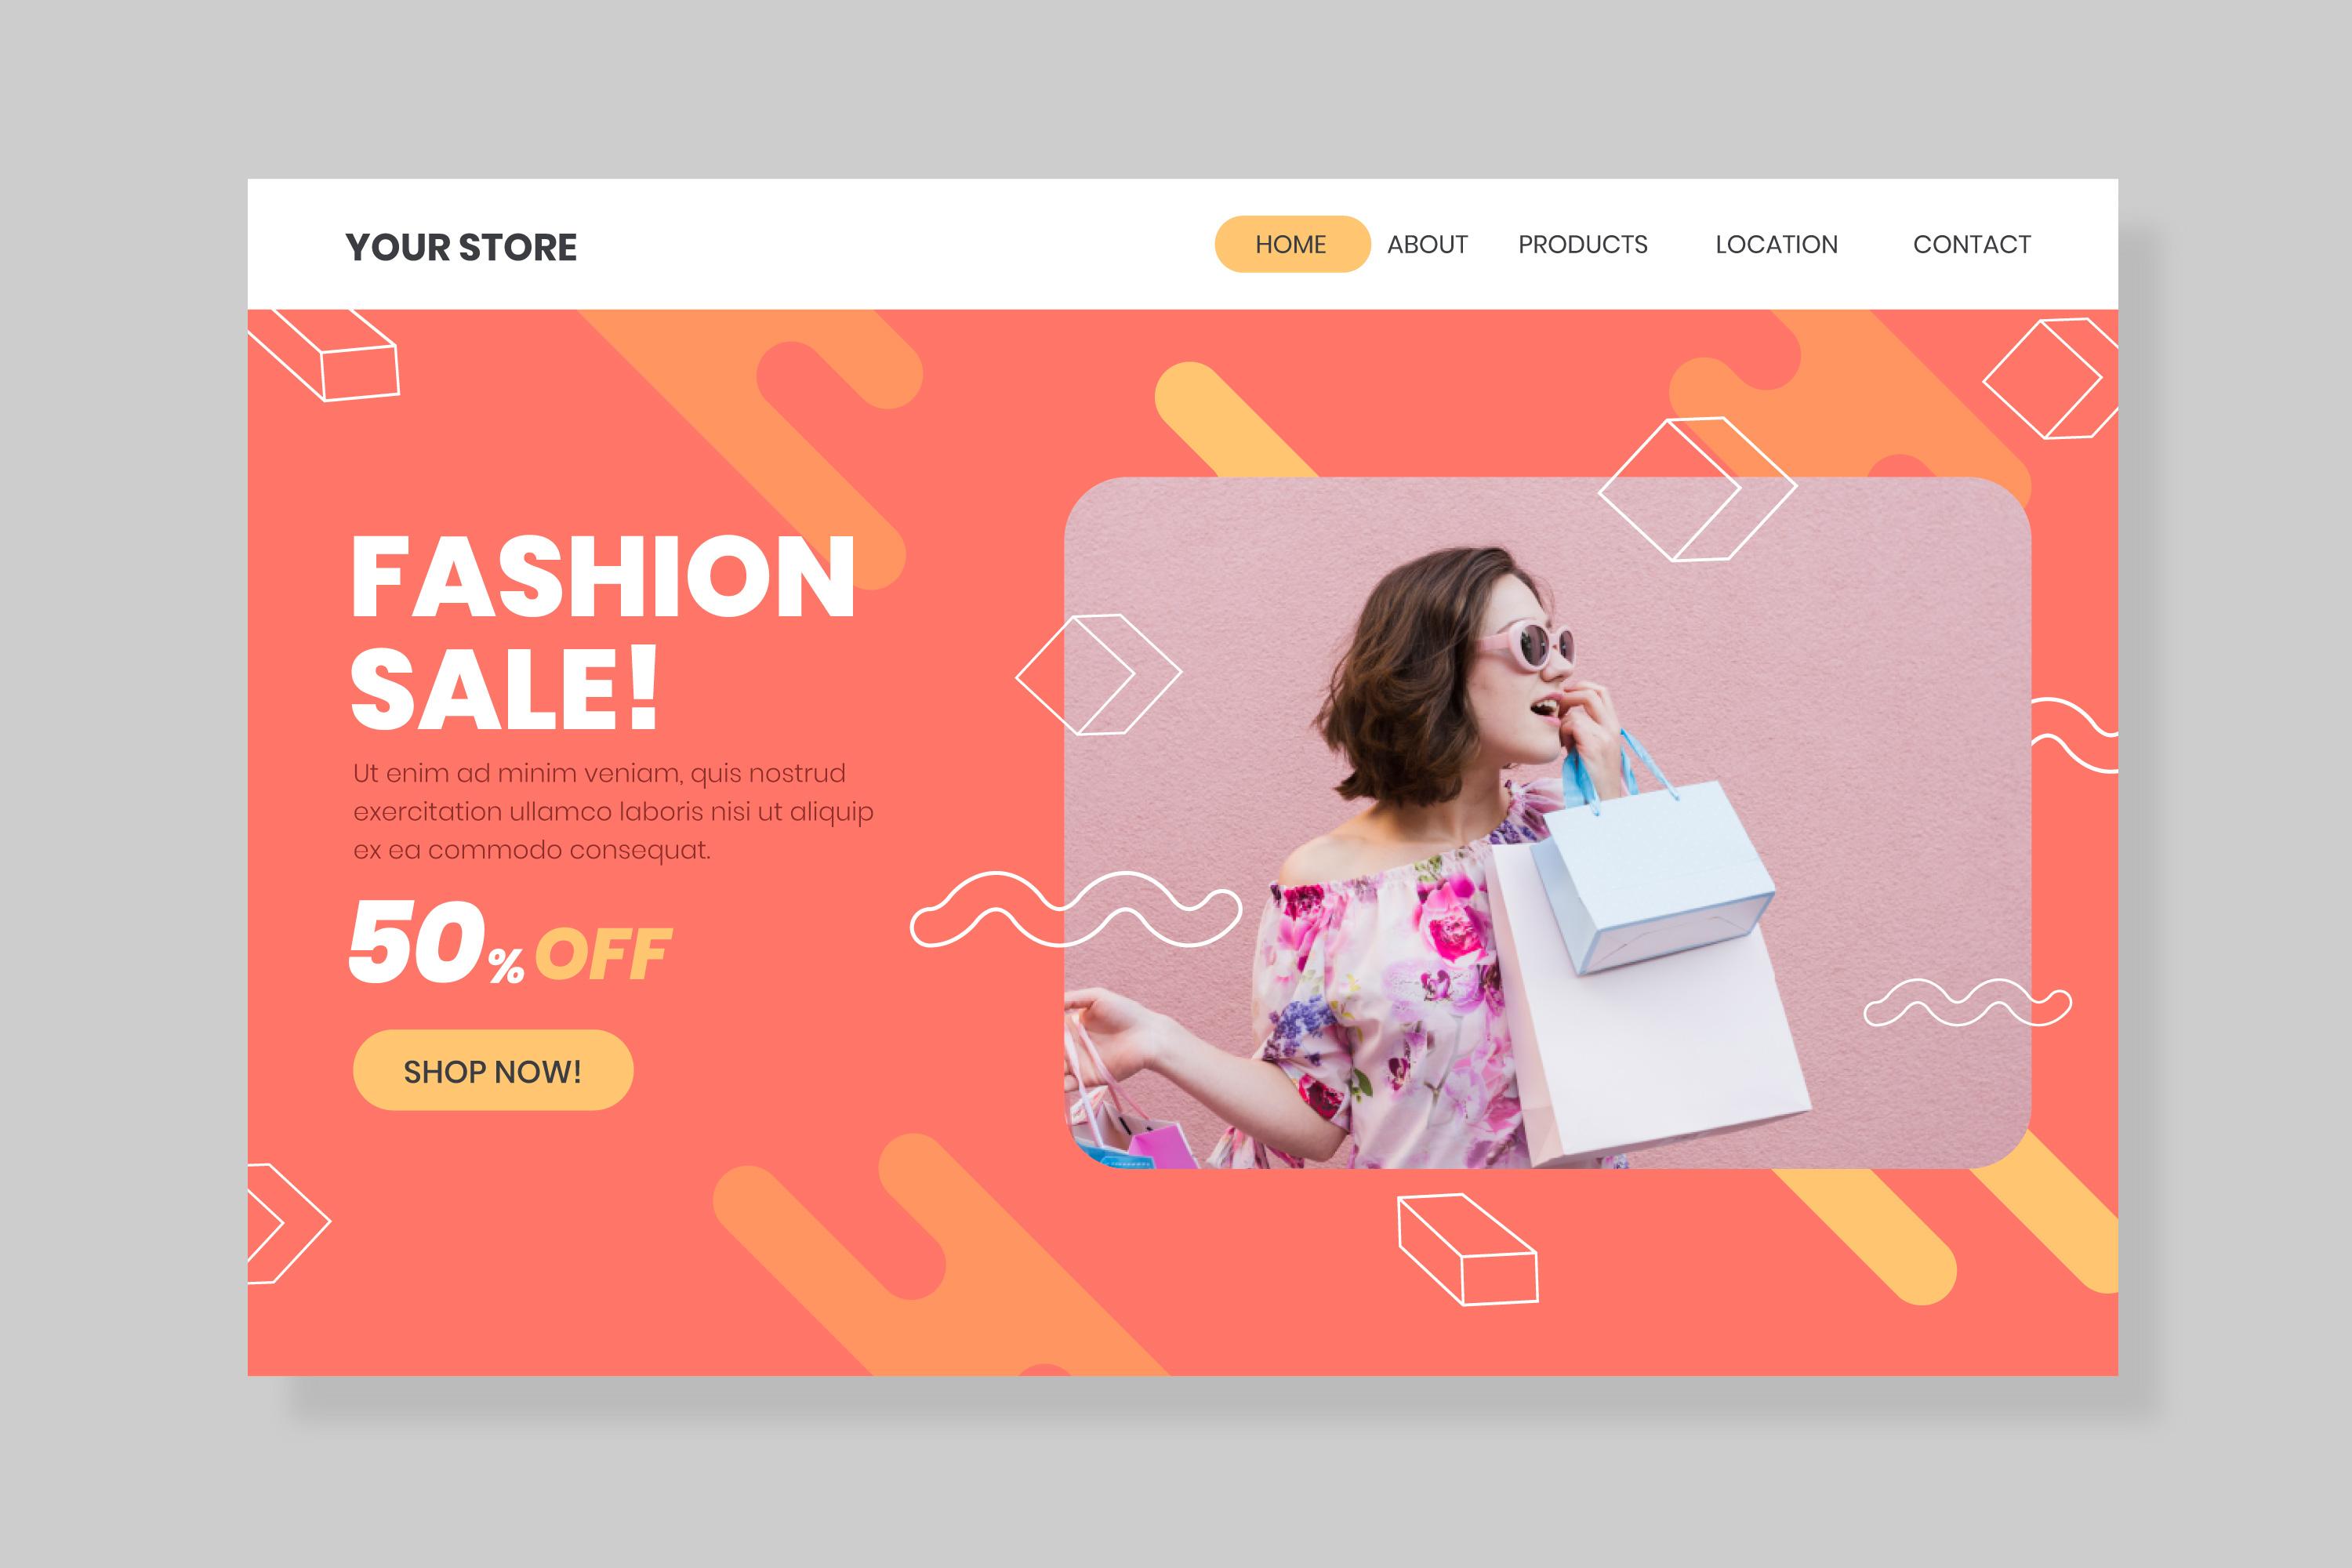 YOUR STORE
HOME ABOUT PRODUCTS LOCATION CONTACT
FASHION
SALE!
Ut enim ad minim veniam, quis nostrud
exercitation ullamco laboris nisi ut aliquip
ex ea commodo consequat.
50% OFF
SHOP NOW!